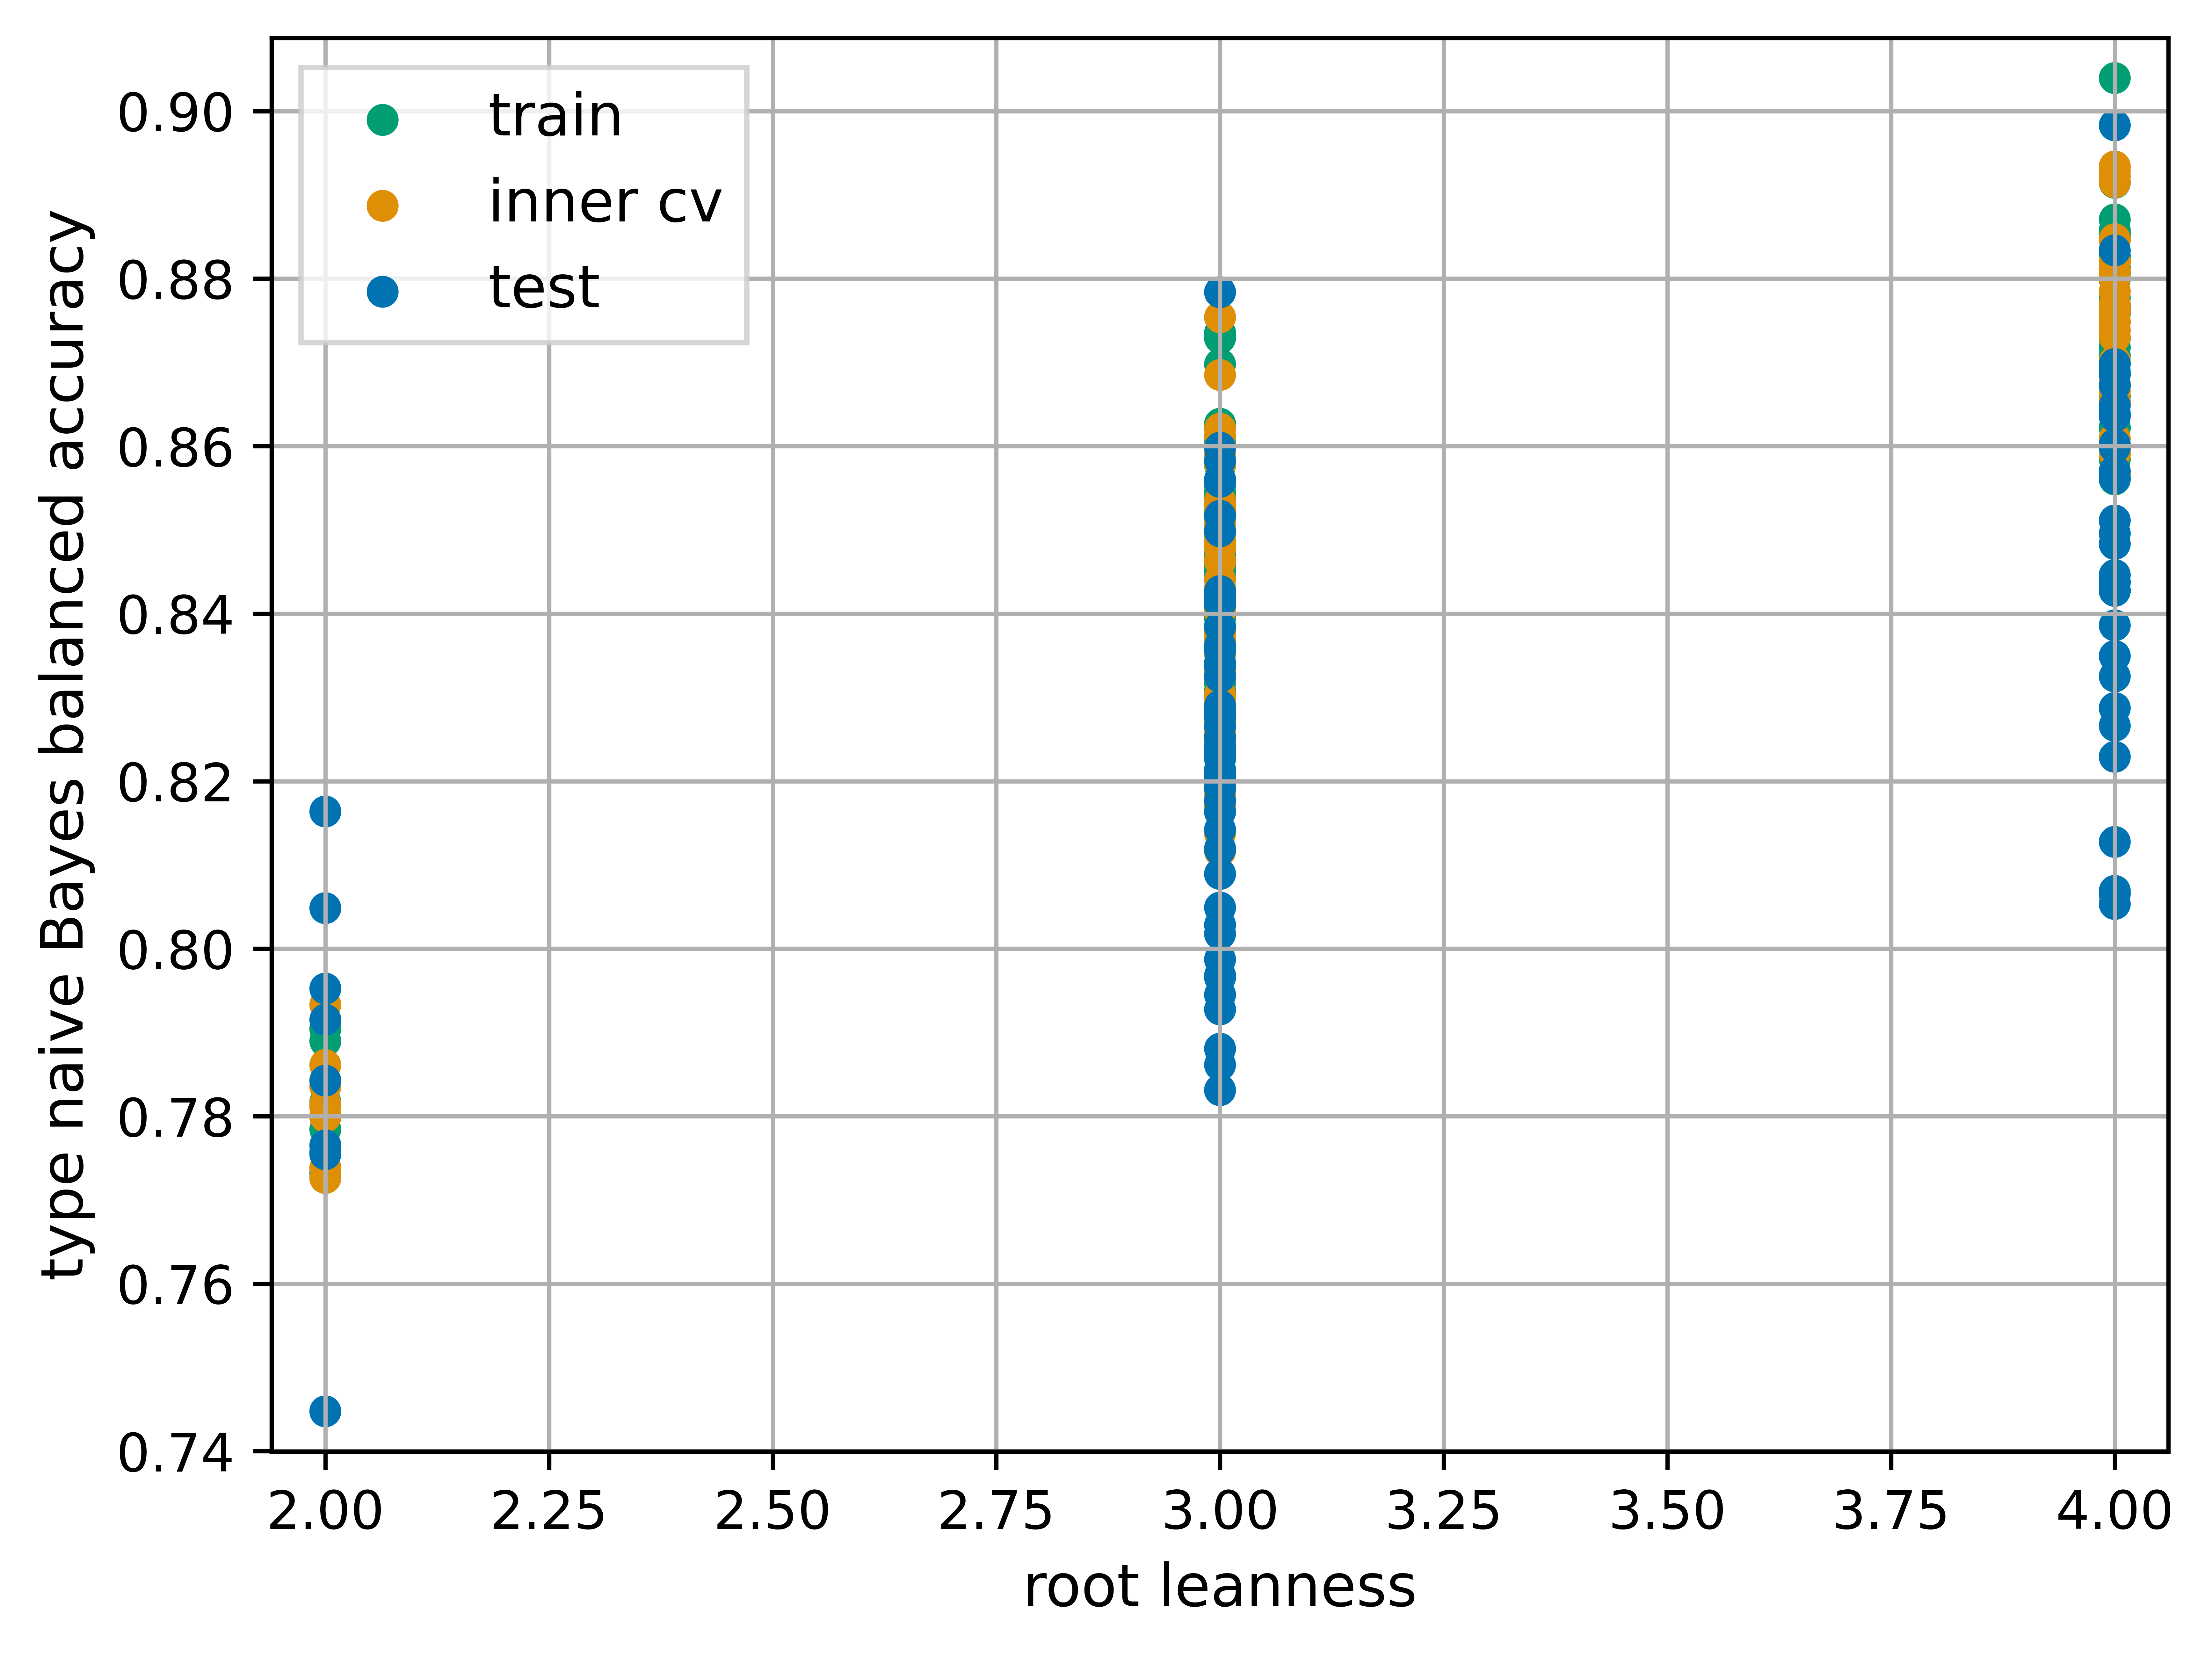 type naive Bayes balanced accuracy
0.90
0.88
0.86
0.84
0.82
0.80
0.78
0.76
0.74
train
inner cv
test
2.00 2.25 2.50 2.75 3.00 3.25 3.50 3.75 4.00
root leanness